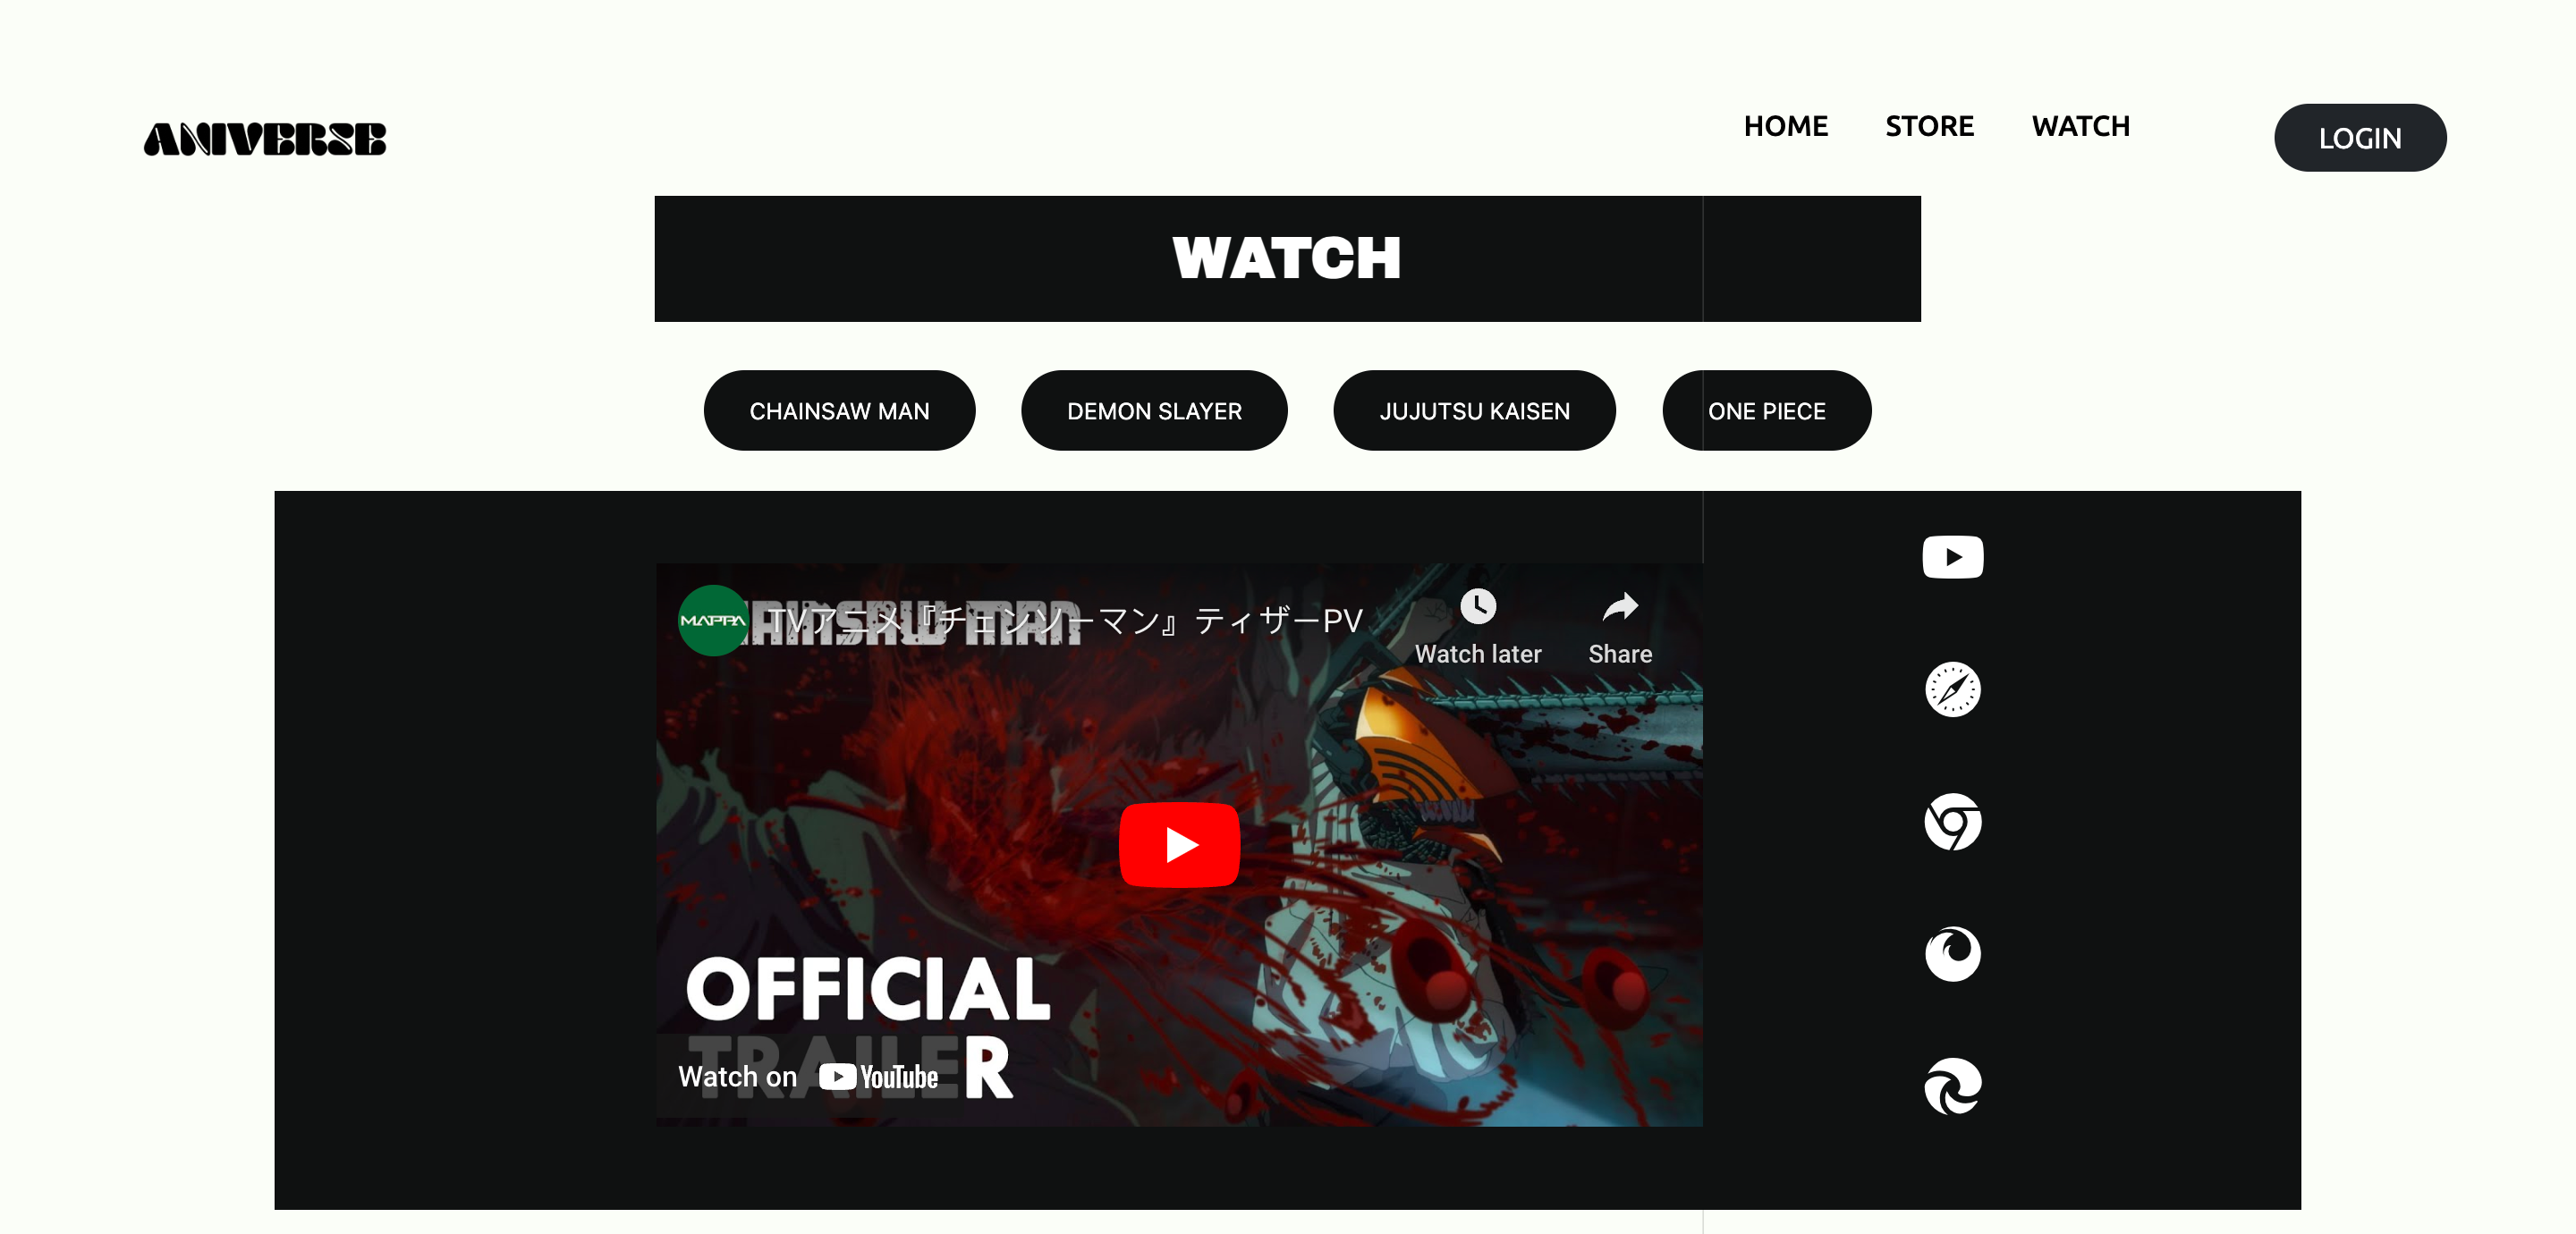 ANIVERSE
HOME STORE WATCH LOGIN
WATCH
CHAINSAW MAN DEMON SLAYER JUJUTSU KAISEN ONE PIECE
MAPPA TVアニメ『チェンソーマン』ティザーPV
CHAINSAW MAN
Watch later Share
OFFICIAL
TRAILER
Watch on YouTube